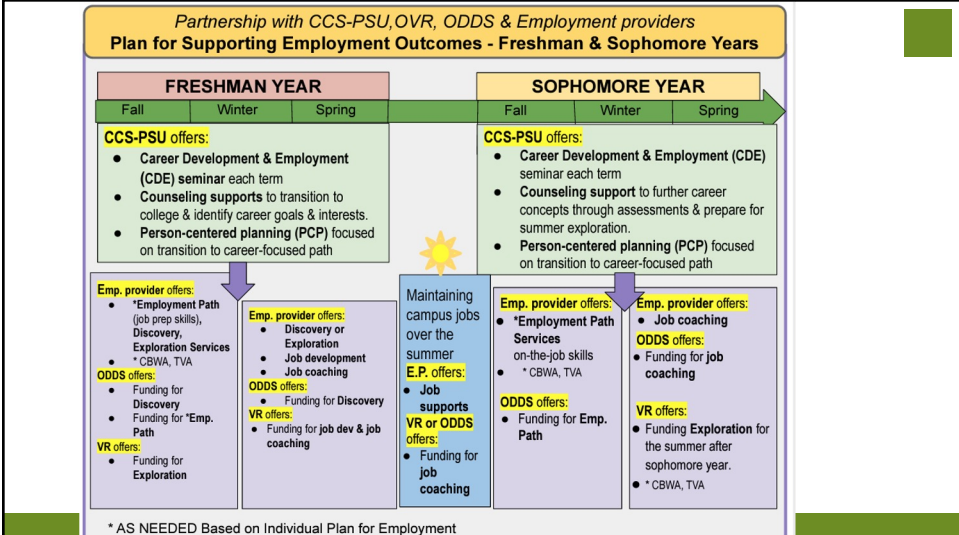 Partnership with CCS-PSU,OVR, ODDS & Employment providers
Plan for Supporting Employment Outcomes - Freshman & Sophomore Years
FRESHMAN YEAR
Fall Winter Spring
CCS-PSU offers:
● Career Development & Employment
(CDE) seminar each term
● Counseling supports to transition to
college & identify career goals & interests.
● Person-centered planning (PCP) focused
on transition to career-focused path
Emp. provider offers:
● *Employment Path
(job prep skills),
Discovery,
Exploration Services
● * CBWA, TVA
ODDS offers:
● Funding for
Discovery
● Funding for *Emp.
Path
VR offers:
● Funding for
Exploration
Emp. provider offers:
● Discovery or
Exploration
● Job development
● Job coaching
ODDS offers:
● Funding for Discovery
VR offers:
● Funding for job dev & job
coaching
Maintaining
campus jobs
over the
summer
E.P. offers:
● Job
supports
VR or ODDS
offers:
● Funding for
job
coaching
SOPHOMORE YEAR
Fall Winter Spring
CCS-PSU offers:
● Career Development & Employment (CDE)
seminar each term
● Counseling support to further career
concepts through assessments & prepare for
summer exploration.
● Person-centered planning (PCP) focused
on transition to career-focused path
Emp. provider offers:
● *Employment Path
Services
on-the-job skills
● * CBWA, TVA
ODDS offers:
● Funding for Emp.
Path
Emp. provider offers:
● Job coaching
ODDS offers:
● Funding for job
coaching
VR offers:
● Funding Exploration for
the summer after
sophomore year.
● * CBWA, TVA
* AS NEEDED Based on Individual Plan for Employment